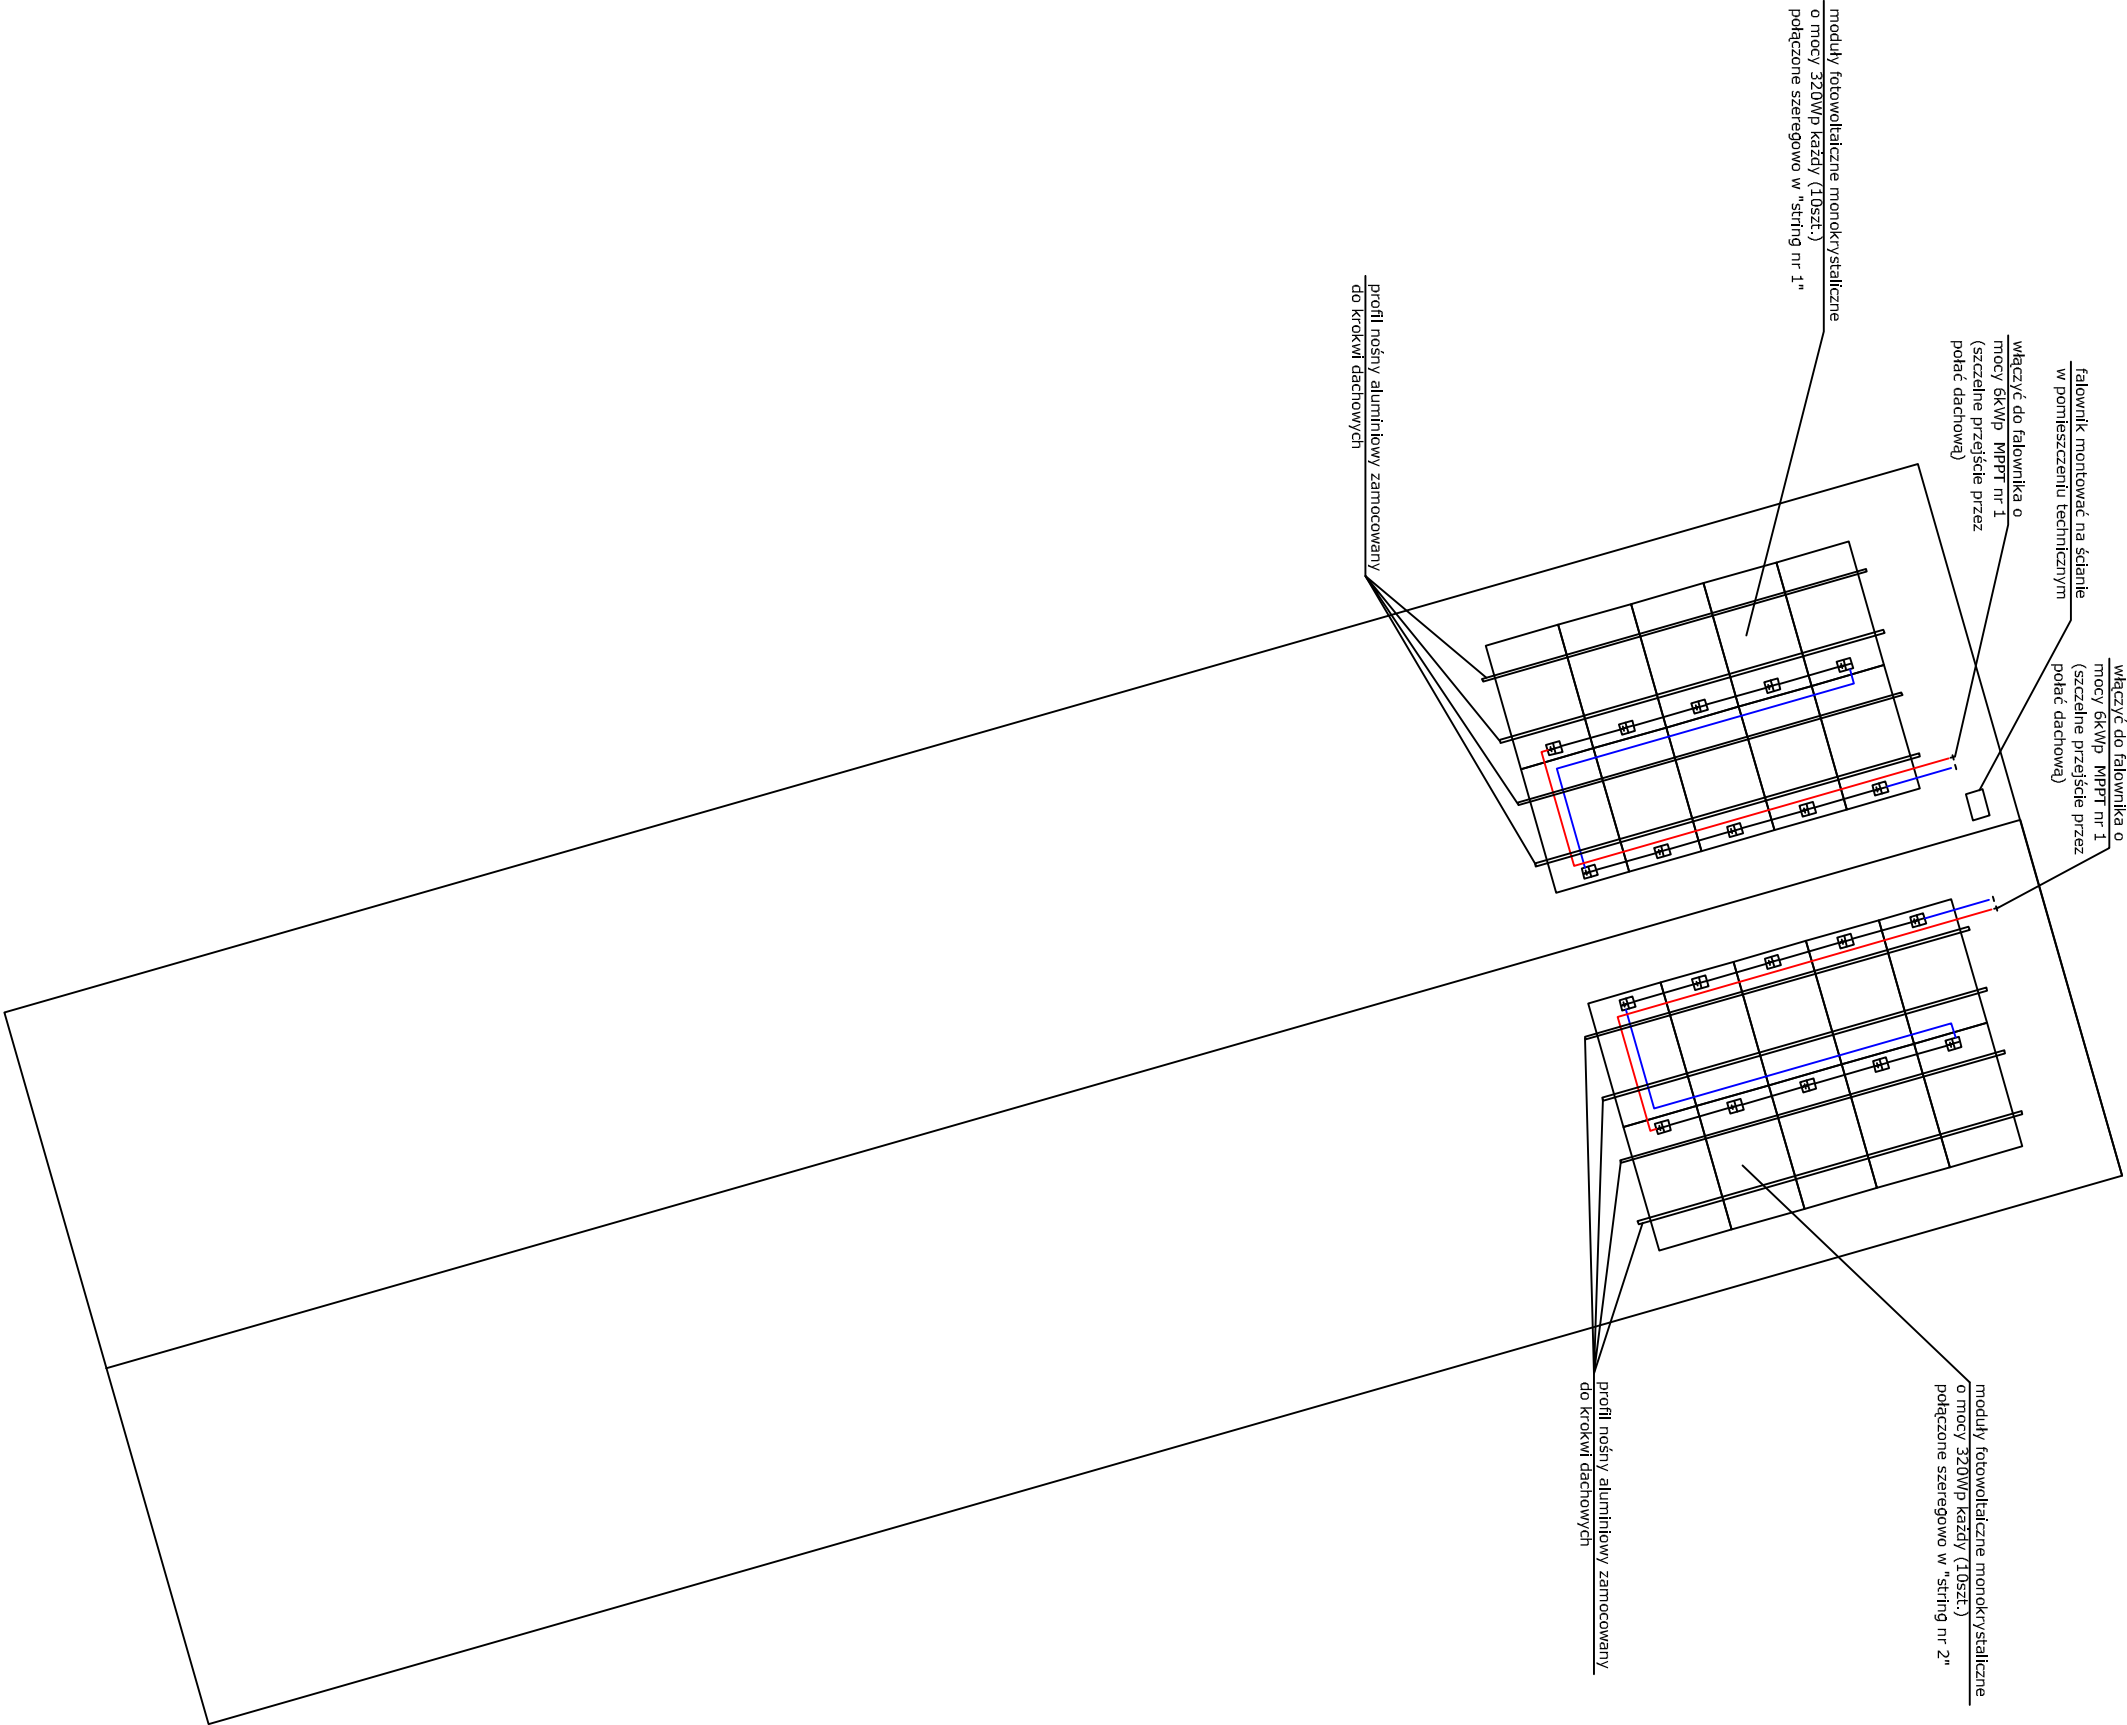 moduły fotowoltaiczne monokrystaliczne
o mocy 320Wp każdy (10szt.)
połączone szeregowo w "string nr 1"
profil nośny aluminiowy zamocowany
do krokwi dachowych
włączyć do falownika o
mocy 6kWp MPPT nr 1
(szczelne przejście przez
połać dachową)
falownik montować na ścianie
w pomieszczeniu technicznym
włączyć do falownika o
mocy 6kWp MPPT nr 1
(szczelne przejście przez
połać dachową)
moduły fotowoltaiczne monokrystaliczne
o mocy 320Wp każdy (10szt.)
połączone szeregowo w "string nr 2"
profil nośny aluminiowy zamocowany
do krokwi dachowych